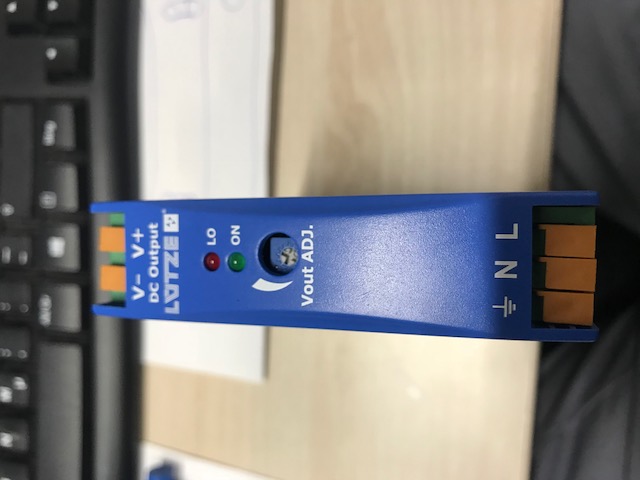 V- V+
DC Output
LÜTZE
LO
ON
Vout ADJ.
N L